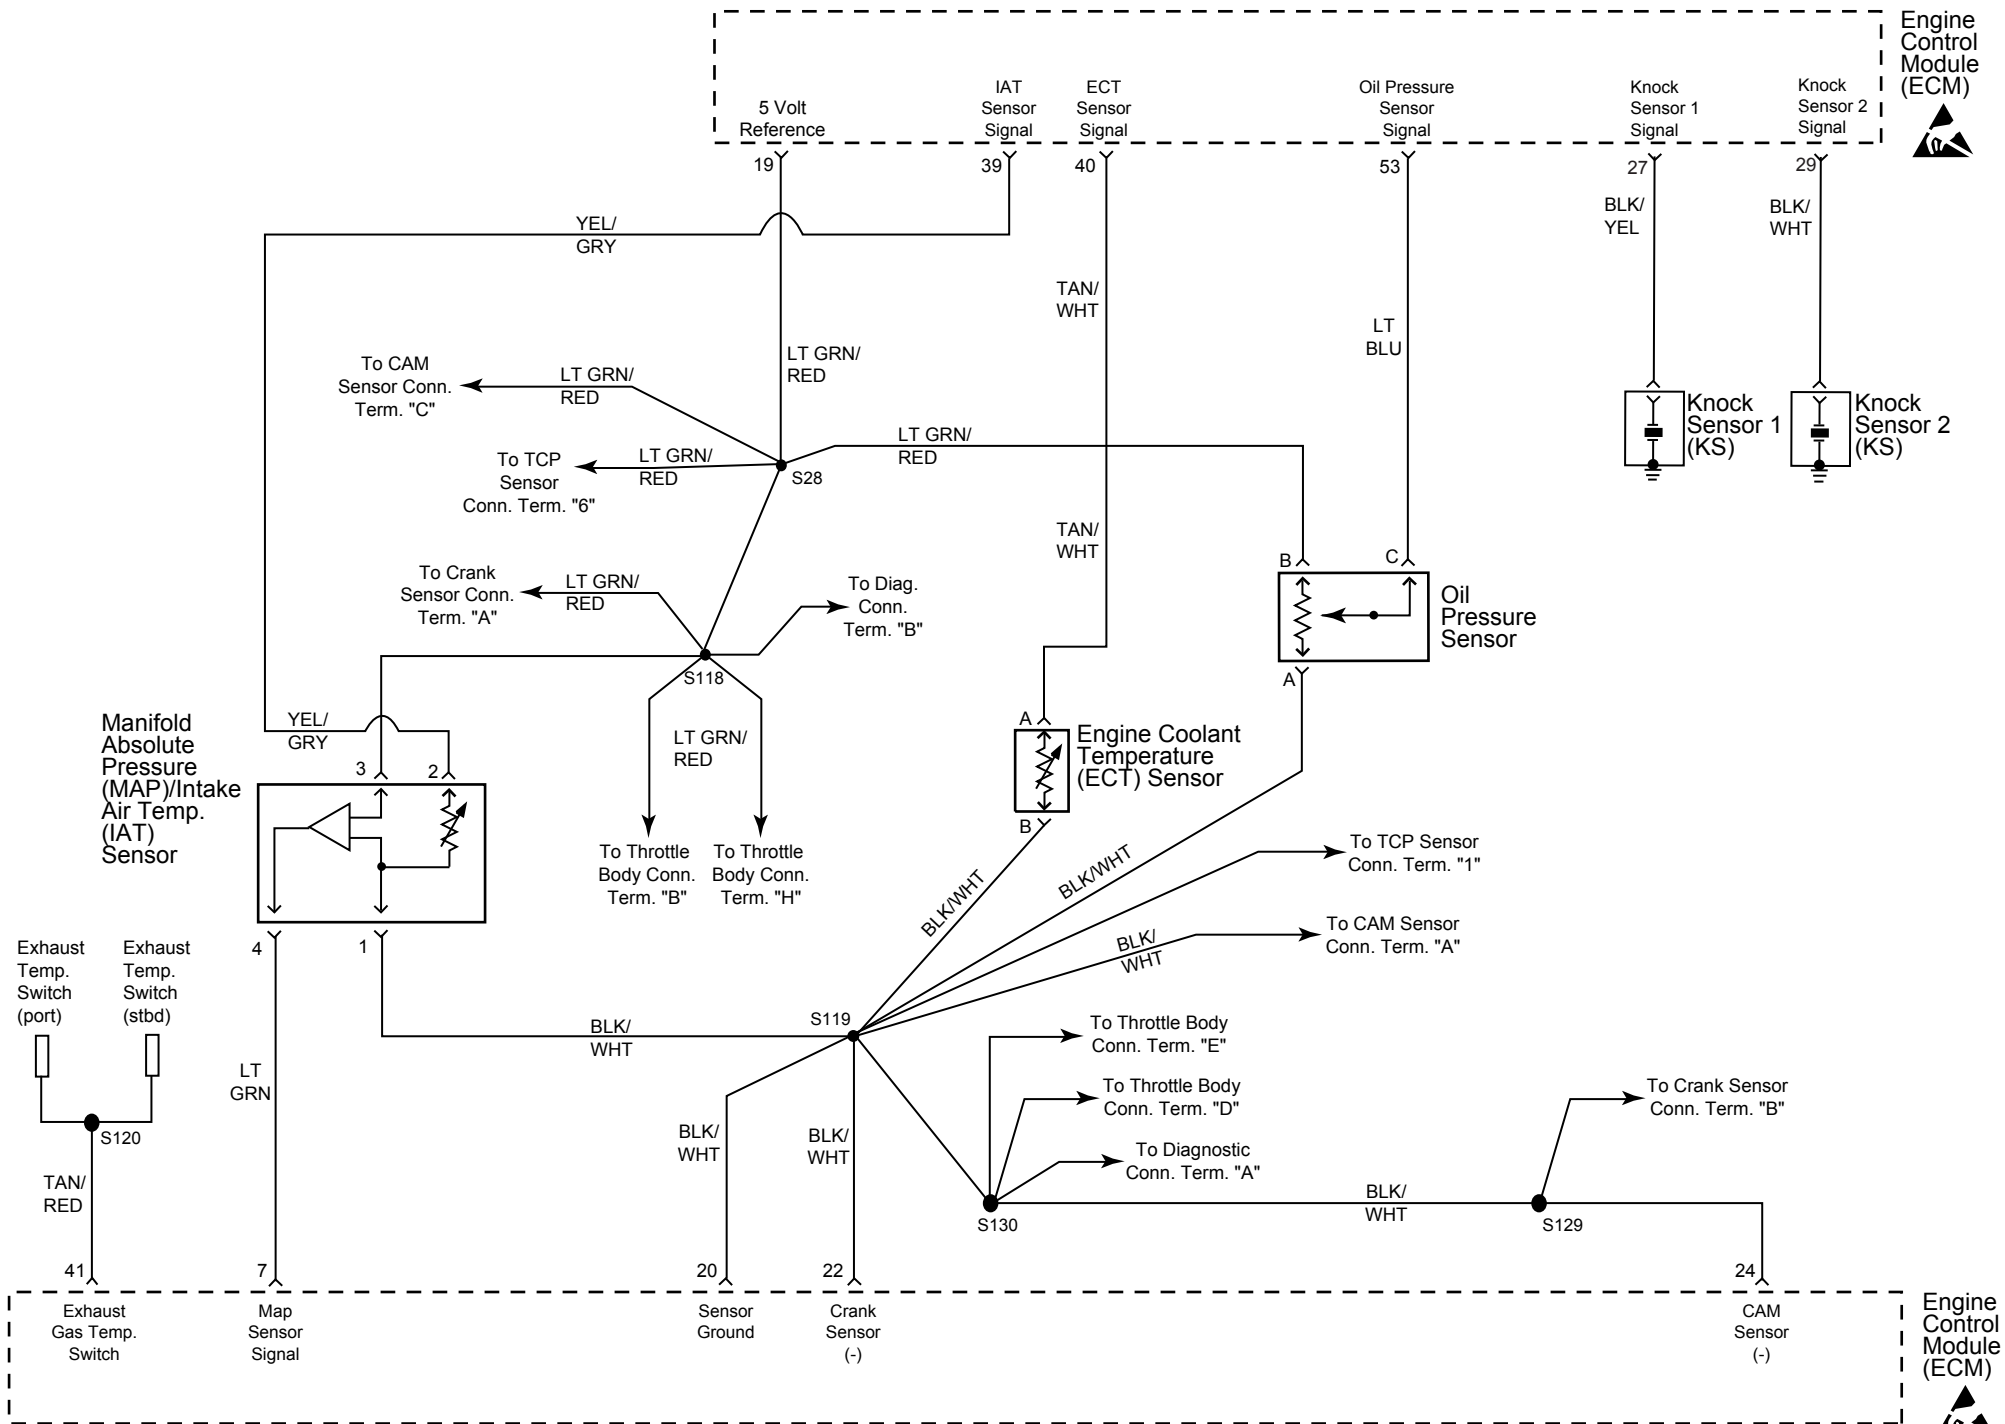 Engine
Control
Module
(ECM)
5 Volt
Reference
IAT
Sensor
Signal
ECT
Sensor
Signal
Oil Pressure
Sensor
Signal
Knock
Sensor 1
Signal
Knock
Sensor 2
Signal
19
39
40
53
27
29
YEL/
GRY
BLK/
YEL
BLK/
WHT
TAN/
WHT
LT
BLU
LT GRN/
RED
To CAM
Sensor Conn.
Term. "C"
LT GRN/
RED
Knock
Sensor 1
(KS)
Knock
Sensor 2
(KS)
To TCP
Sensor
Conn. Term. "6"
LT GRN/
RED
S28
LT GRN/
RED
TAN/
WHT
B
C
Oil
Pressure
Sensor
A
To Crank
Sensor Conn.
Term. "A"
LT GRN/
RED
To Diag.
Conn.
Term. "B"
S118
LT GRN/
RED
To Throttle
Body Conn.
Term. "B"
To Throttle
Body Conn.
Term. "H"
YEL/
GRY
Manifold
Absolute
Pressure
(MAP)/Intake
Air Temp.
(IAT)
Sensor
3
2
4
1
A
Engine Coolant
Temperature
(ECT) Sensor
B
BLK/WHT
BLK/WHT
To TCP Sensor
Conn. Term. "1"
BLK/
WHT
To CAM Sensor
Conn. Term. "A"
Exhaust
Temp.
Switch
(port)
Exhaust
Temp.
Switch
(stbd)
S120
TAN/
RED
LT
GRN
BLK/
WHT
S119
To Throttle Body
Conn. Term. "E"
To Throttle Body
Conn. Term. "D"
To Diagnostic
Conn. Term. "A"
To Crank Sensor
Conn. Term. "B"
BLK/
WHT
BLK/
WHT
S130
BLK/
WHT
S129
41
7
20
22
24
Exhaust
Gas Temp.
Switch
Map
Sensor
Signal
Sensor
Ground
Crank
Sensor
(-)
CAM
Sensor
(-)
Engine
Control
Module
(ECM)